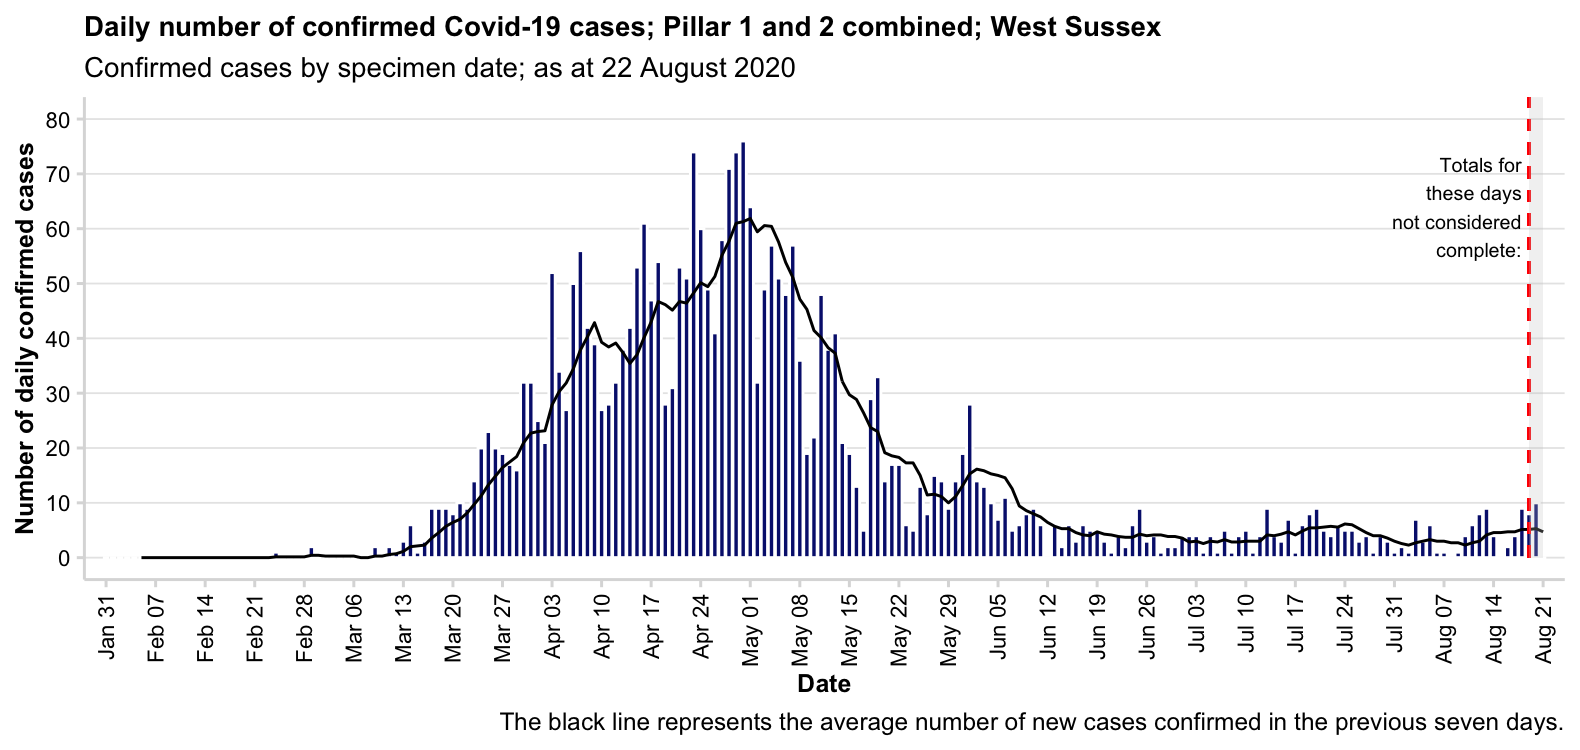 Daily number of confirmed Covid-19 cases; Pillar 1 and 2 combined; West Sussex
Confirmed cases by specimen date; as at 22 August 2020
Number of daily confirmed cases
80
70
60
50
40
30
20
10
0
Totals for
these days
not considered
complete:
Jan 31
Feb 07
Feb 14
Feb 21
Feb 28
Mar 06
Mar 13
Mar 20
Mar 27
Apr 03
Apr 10
Apr 17
Apr 24
May 01
May 08
May 15
May 22
May 29
Jun 05
Jun 12
Jun 19
Jun 26
Jul 03
Jul 10
Jul 17
Jul 24
Jul 31
Aug 07
Aug 14
Aug 21
Date
The black line represents the average number of new cases confirmed in the previous seven days.